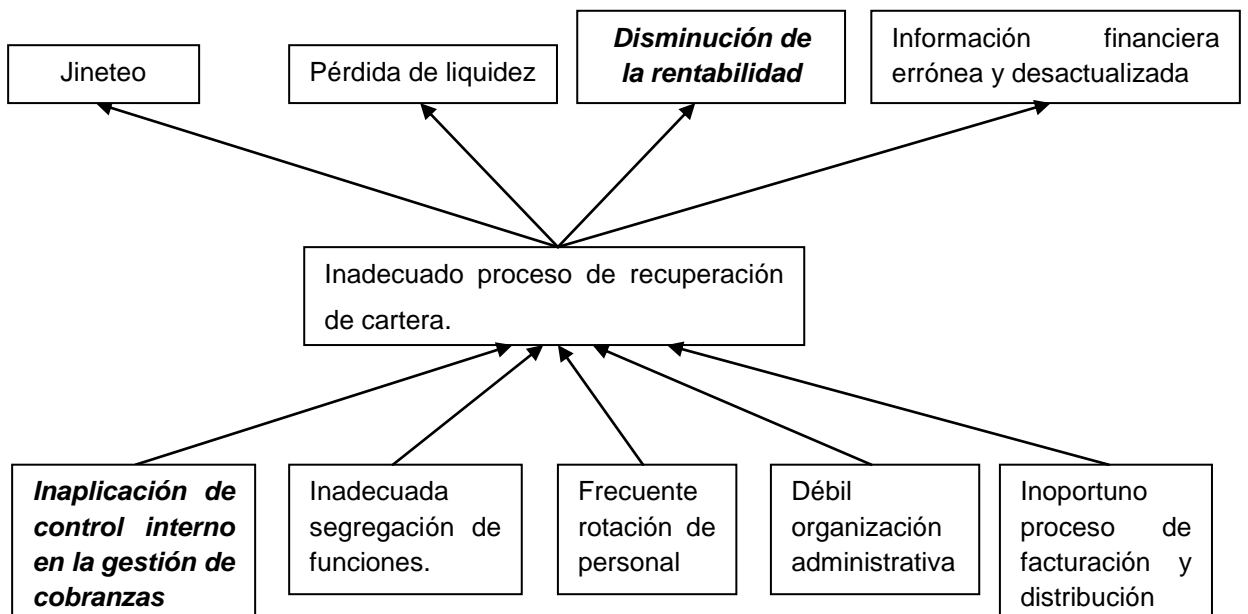 Jineteo
Pérdida de liquidez
Disminución de
la rentabilidad
Información financiera
errónea y desactualizada
Inadecuado proceso de recuperación
de cartera.
Inaplicación de
control interno
en la gestión de
cobranzas
Inadecuada
segregación de
funciones.
Frecuente
rotación de
personal
Débil
organización
administrativa
Inoportuno
proceso de
facturación y
distribución